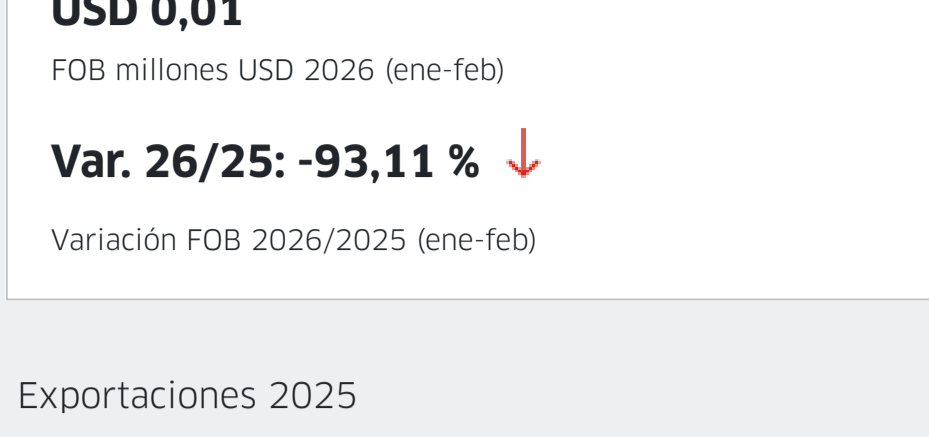 USD 0,01
FOB millones USD 2026 (ene-feb)
Var. 26/25: -93,11 %
Variación FOB 2026/2025 (ene-feb)
Exportaciones 2025